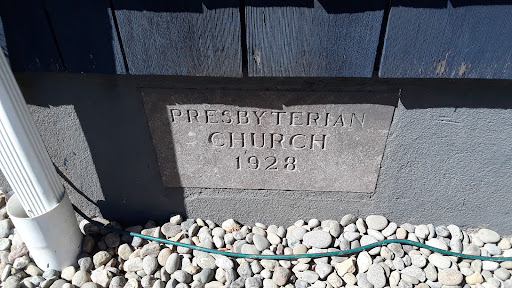 PRESBYTERIAN
CHURCH
1928